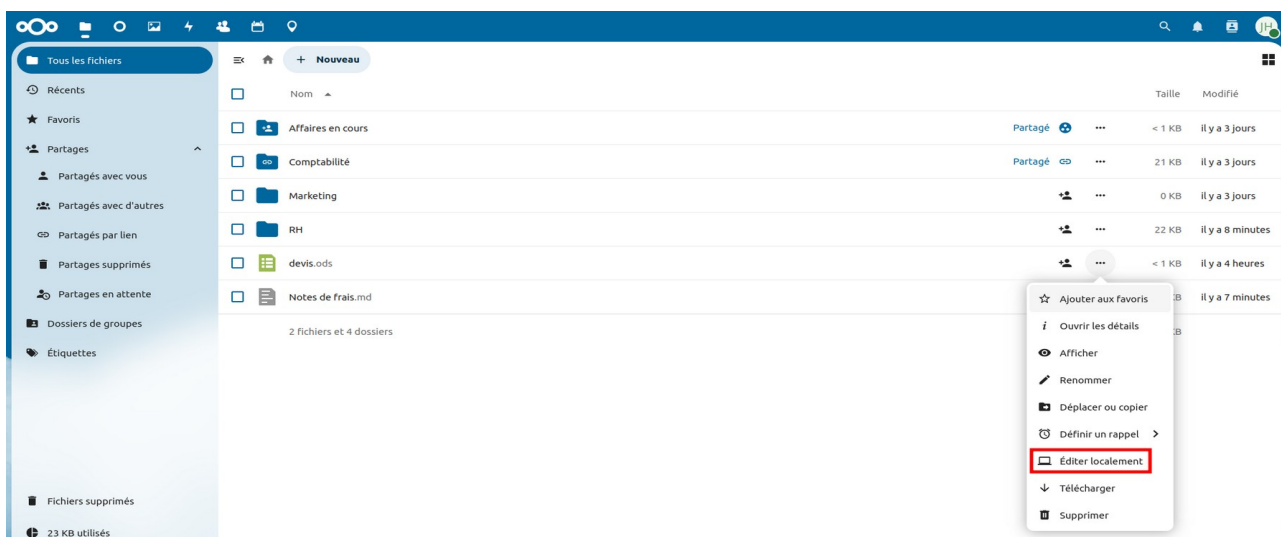 JH
Tous les fichiers
+ Nouveau
Récents
Nom
Taille
Modifié
Favoris
Affaires en cours
Partagé
< 1 KB
il y a 3 jours
Partages
Comptabilité
Partagé
21 KB
il y a 3 jours
Partagés avec vous
Marketing
0 KB
il y a 3 jours
Partagés avec d'autres
RH
22 KB
il y a 8 minutes
Partagés par lien
devis.ods
< 1 KB
il y a 4 heures
Partages supprimés
Notes de frais.md
KB
il y a 7 minutes
Partages en attente
2 fichiers et 4 dossiers
KB
Dossiers de groupes
Étiquettes
Ajouter aux favoris
Ouvrir les détails
Afficher
Renommer
Déplacer ou copier
Définir un rappel
Éditer localement
Télécharger
Supprimer
Fichiers supprimés
23 KB utilisés